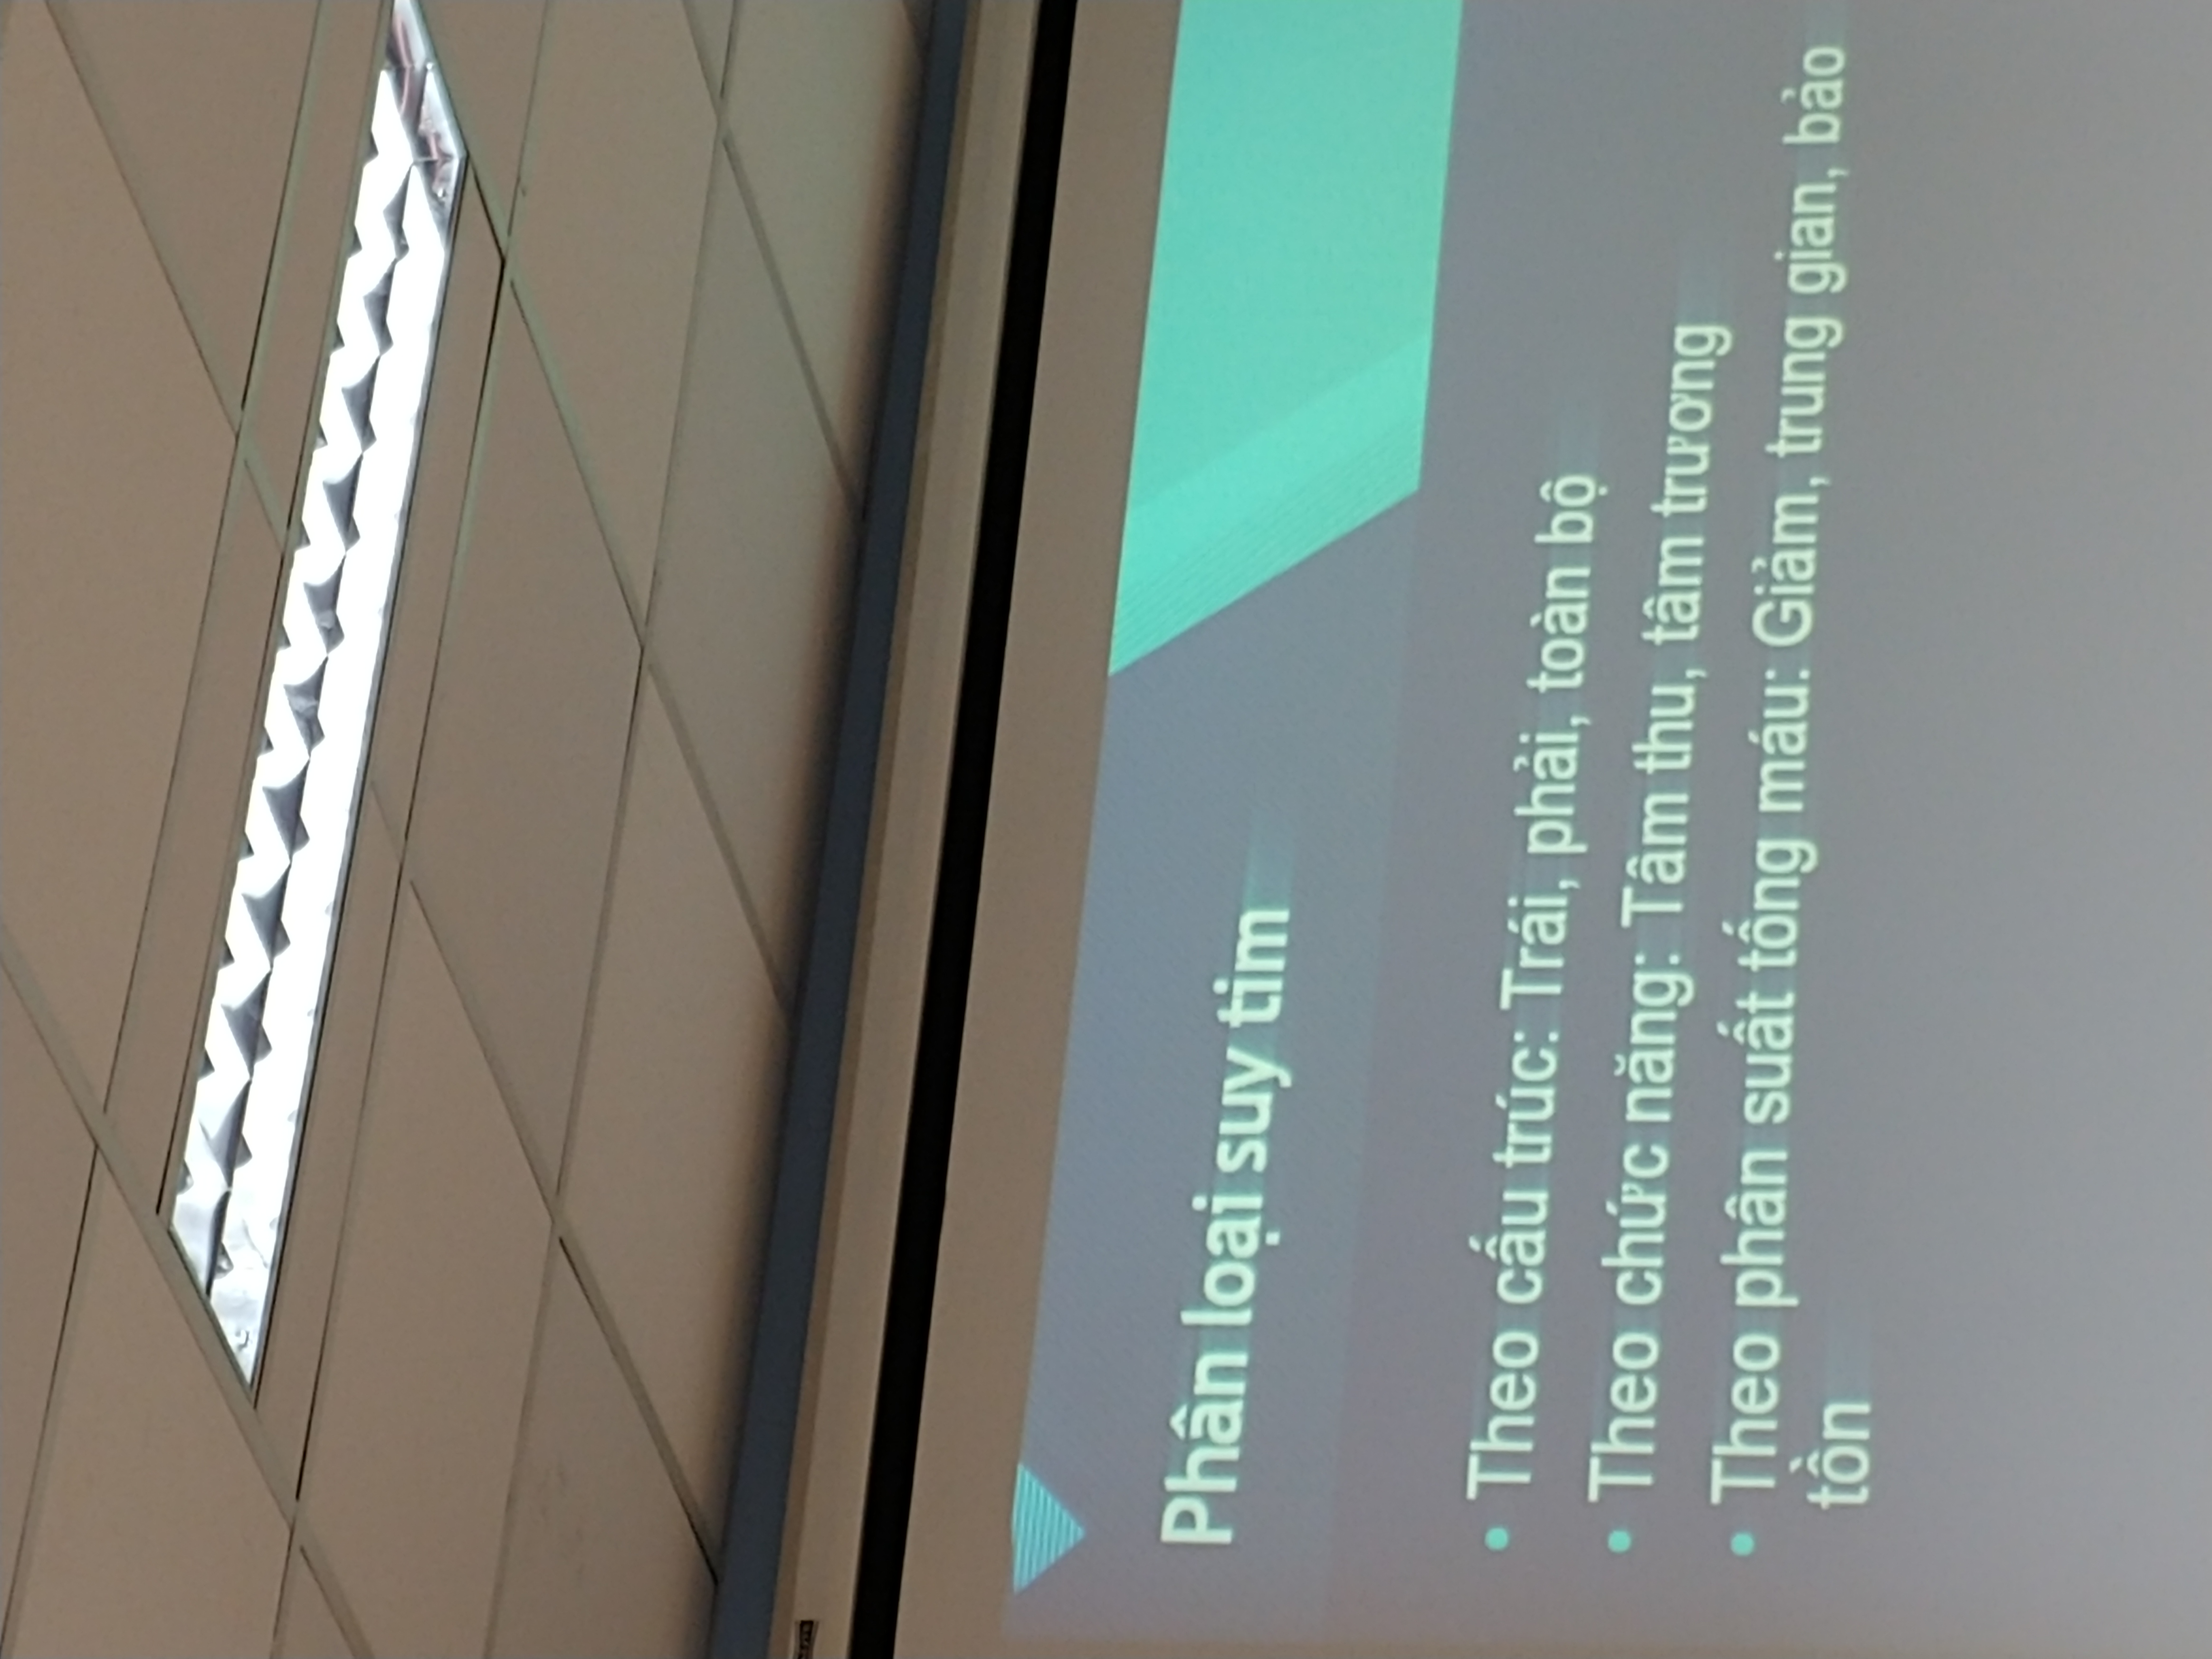 Phân loại suy tim
• Theo cấu trúc: Trái, phải, toàn bộ
• Theo chức năng: Tâm thu, tâm trương
• Theo phân suất tống máu: Giảm, trung gian, bảo
tồn